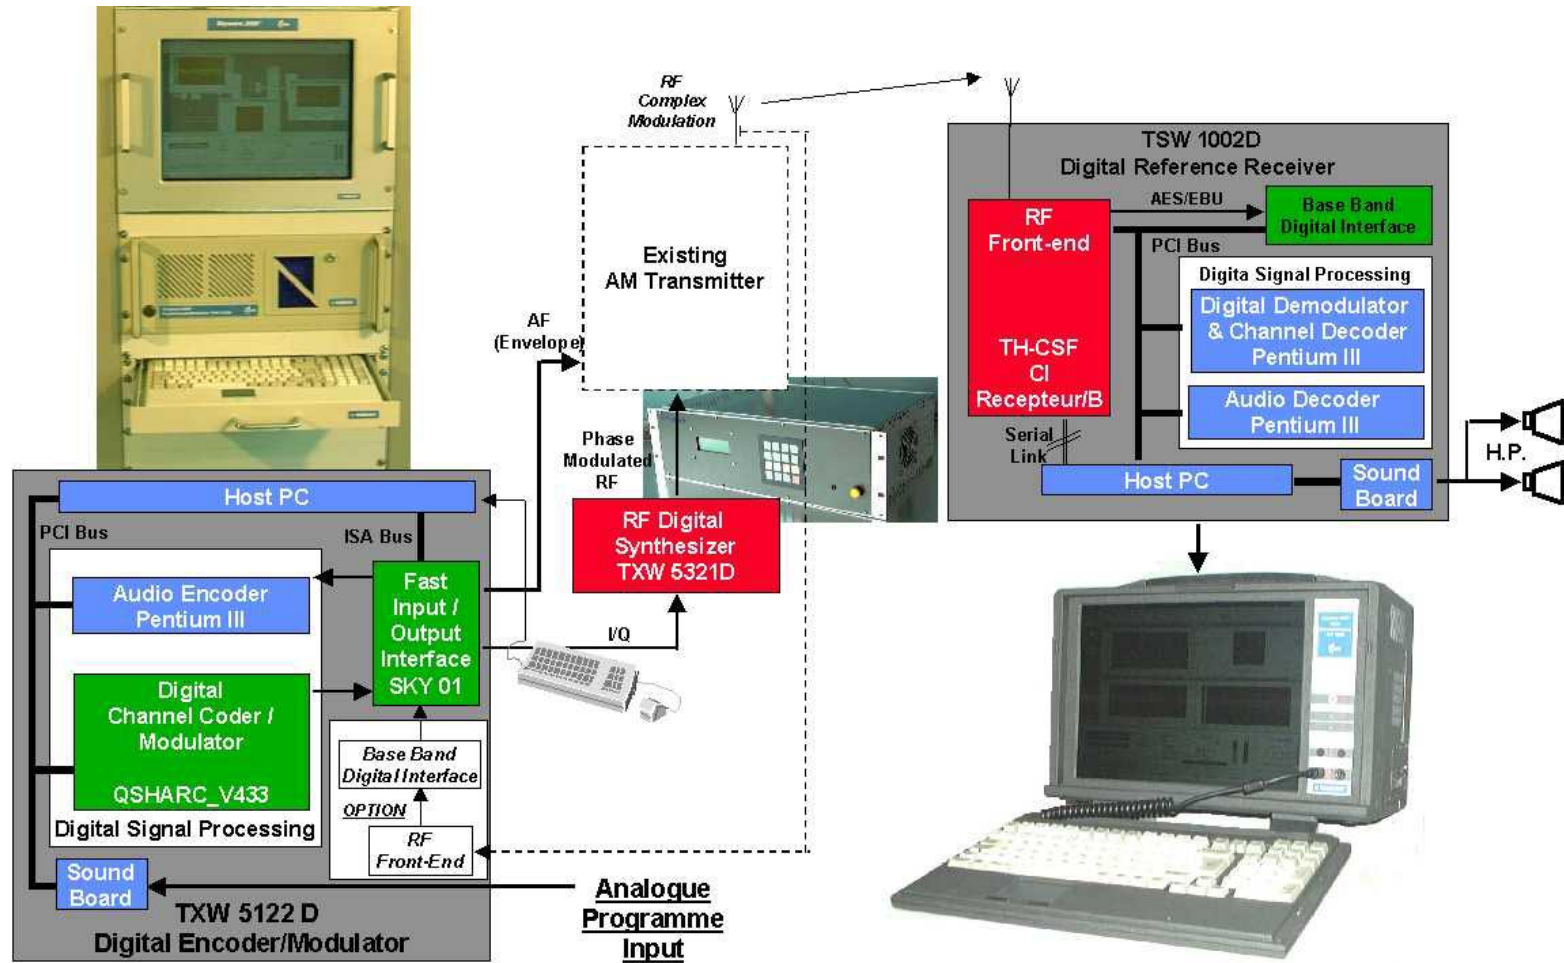 RF
Complex
Modulation
Existing
AM Transmitter
AF
(Envelope)
Phase
Modulated
RF
RF Digital
Synthesizer
TXW 5321D
I/Q
Host PC
PCI Bus
ISA Bus
Audio Encoder
Pentium III
Fast
Input /
Output
Interface
SKY 01
Digital
Channel Coder /
Modulator
QSHARC_V433
Digital Signal Processing
Base Band
Digital Interface
OPTION
RF
Front-End
Sound
Board
TXW 5122 D
Digital Encoder/Modulator
Analogue
Programme
Input
TSW 1002D
Digital Reference Receiver
RF
Front-end
TH-CSF
CI
Recepteur/B
AES/EBU
Base Band
Digital Interface
PCI Bus
Digita Signal Processing
Digital Demodulator
& Channel Decoder
Pentium III
Audio Decoder
Pentium III
Serial
Link
Host PC
Sound
Board
H.P.